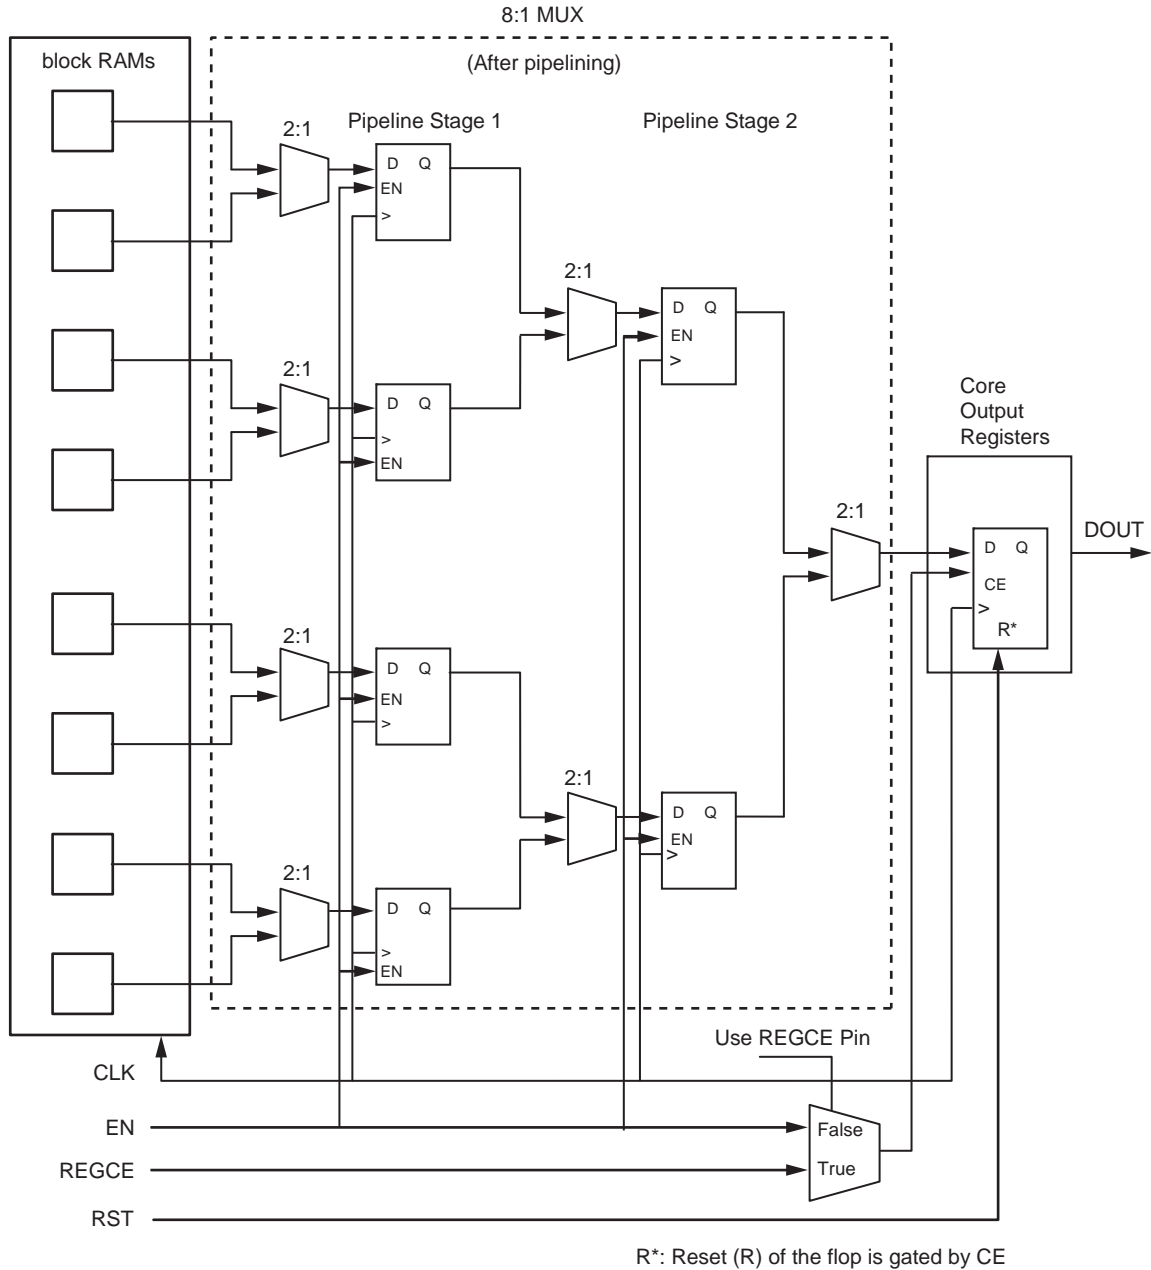 8:1 MUX
block RAMs
(After pipelining)
Pipeline Stage 1
Pipeline Stage 2
2:1
D Q
EN
>
2:1
D Q
EN
>
2:1
D Q
>
EN
Core
Output
Registers
2:1
D Q
CE
>
R*
DOUT
2:1
D Q
EN
>
2:1
D Q
EN
>
2:1
D Q
>
EN
Use REGCE Pin
CLK
EN
False
REGCE
True
RST
R*: Reset (R) of the flop is gated by CE